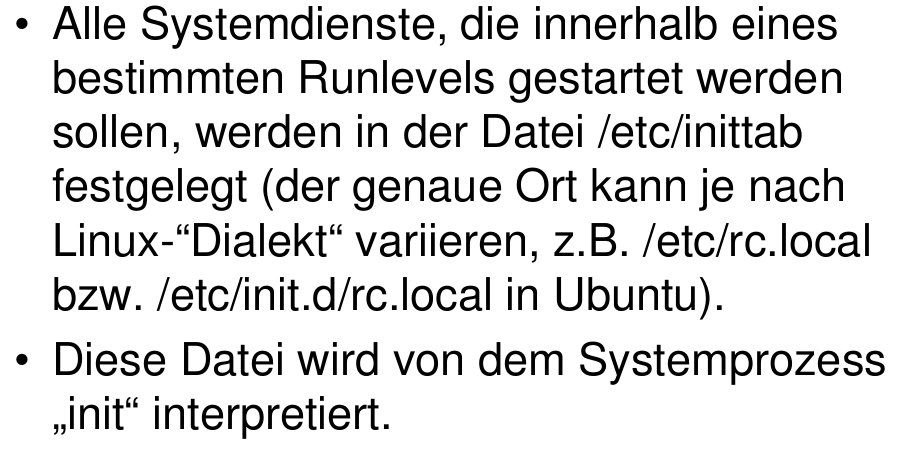 • Alle Systemdienste, die innerhalb eines
bestimmten Runlevels gestartet werden
sollen, werden in der Datei /etc/inittab
festgelegt (der genaue Ort kann je nach
Linux-“Dialekt“ variieren, z.B. /etc/rc.local
bzw. /etc/init.d/rc.local in Ubuntu).
• Diese Datei wird von dem Systemprozess
„init“ interpretiert.